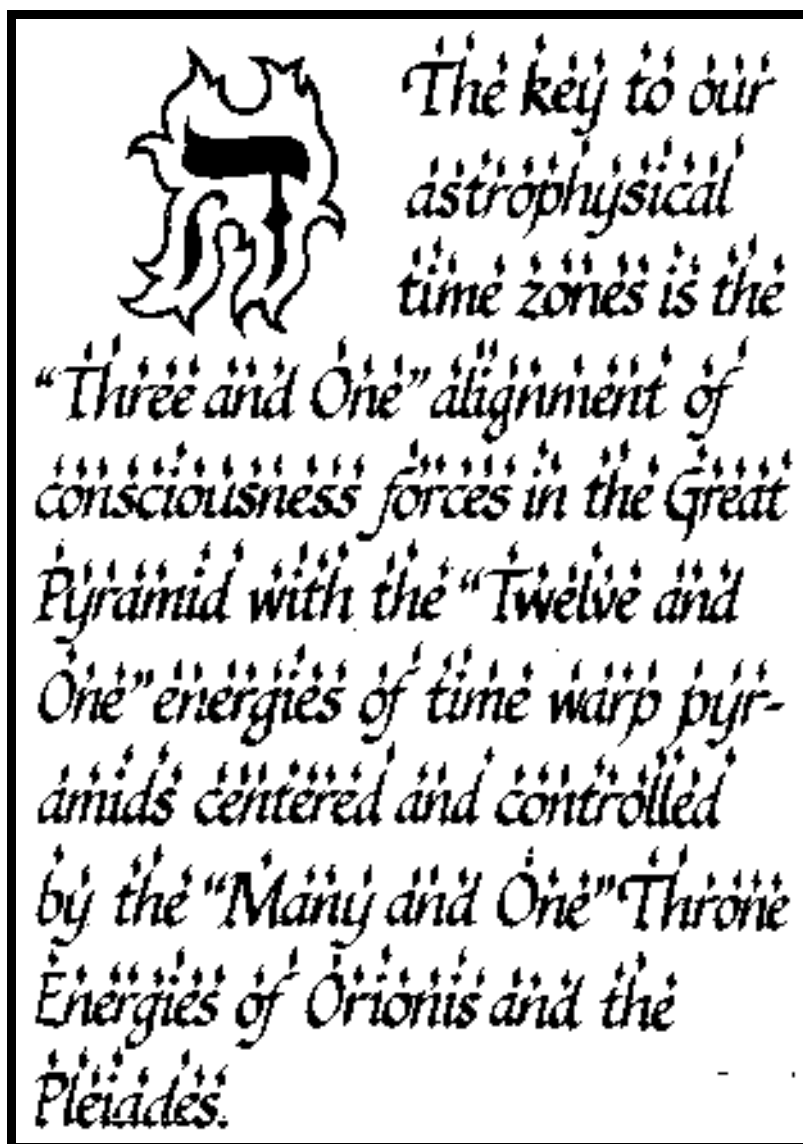 ה
The key to our
astrophysical
time zones is the
“Three and One” alignment of
consciousness forces in the Great
Pyramid with the “Twelve and
One” energies of time warp pyr-
amids centered and controlled
by the “Many and One” Throne
Energies of Orionis and the
Pleiades.